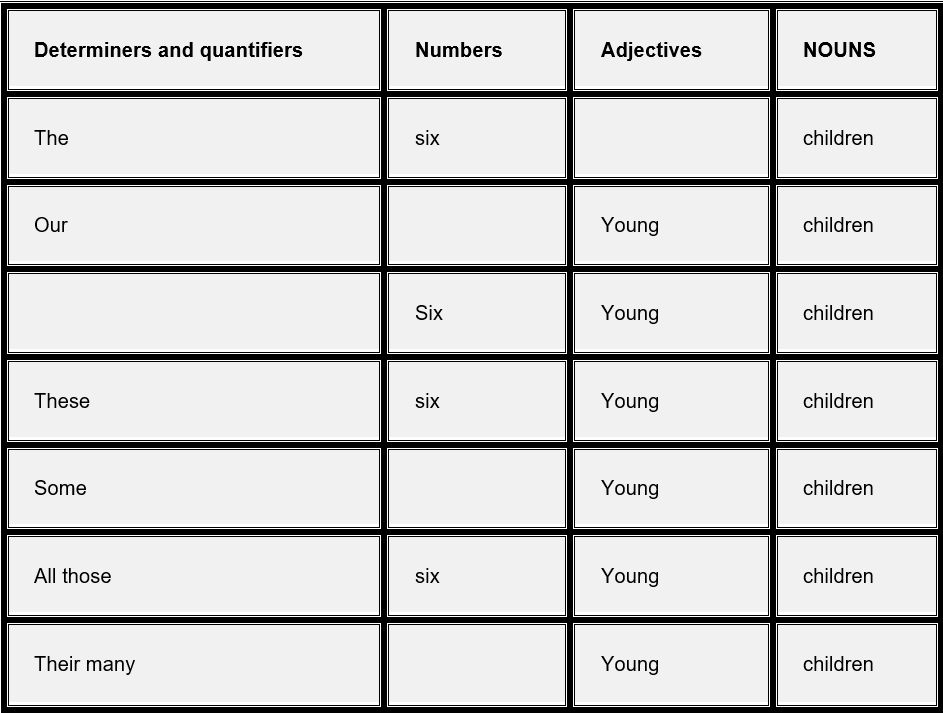 Determiners and quantifiers Numbers Adjectives NOUNS
The six children
Our Young children
Six Young children
These six Young children
Some Young children
All those six Young children
Their many Young children